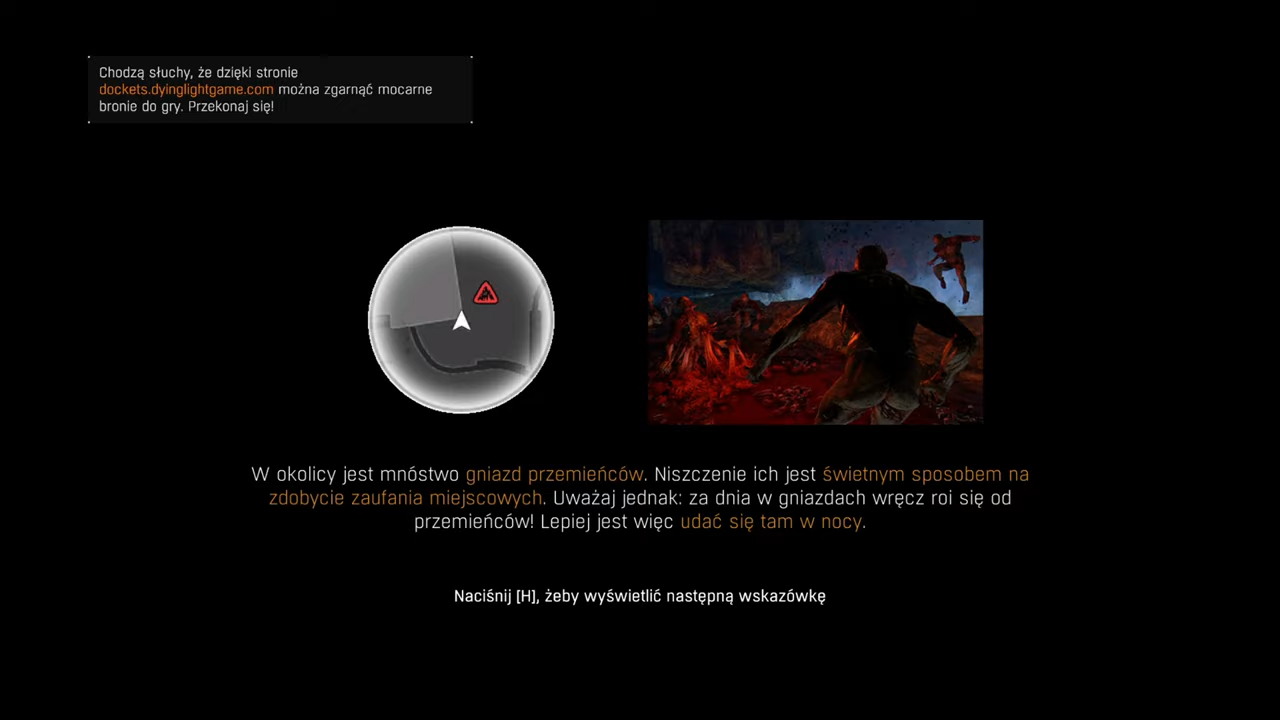 Chodzą słuchy, że dzięki stronie
dockets.dyinglightgame.com można zgarnąć mocarne
bronie do gry. Przekonaj się!
W okolicy jest mnóstwo gniazd przemieńców. Niszczenie ich jest świetnym sposobem na
zdobycie zaufania miejscowych. Uważaj jednak: za dnia w gniazdach wręcz roi się od
przemieńców! Lepiej jest więc udać się tam w nocy.
Naciśnij [H], żeby wyświetlić następną wskazówkę